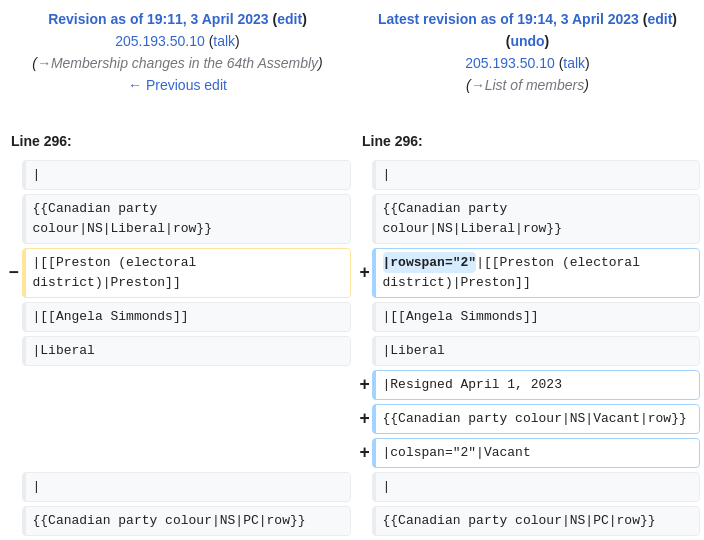 Revision as of 19:11, 3 April 2023 (edit)
205.193.50.10 (talk)
(→Membership changes in the 64th Assembly)
← Previous edit
Latest revision as of 19:14, 3 April 2023 (edit)
(undo)
205.193.50.10 (talk)
(→List of members)
Line 296:
Line 296:
|
|
{{Canadian party
colour|NS|Liberal|row}}
{{Canadian party
colour|NS|Liberal|row}}
− |[[Preston (electoral
district)|Preston]]
+ |rowspan="2"|[[Preston (electoral
district)|Preston]]
|[[Angela Simmonds]]
|[[Angela Simmonds]]
|Liberal
|Liberal
+ |Resigned April 1, 2023
+ {{Canadian party colour|NS|Vacant|row}}
+ |colspan="2"|Vacant
|
|
{{Canadian party colour|NS|PC|row}}
{{Canadian party colour|NS|PC|row}}